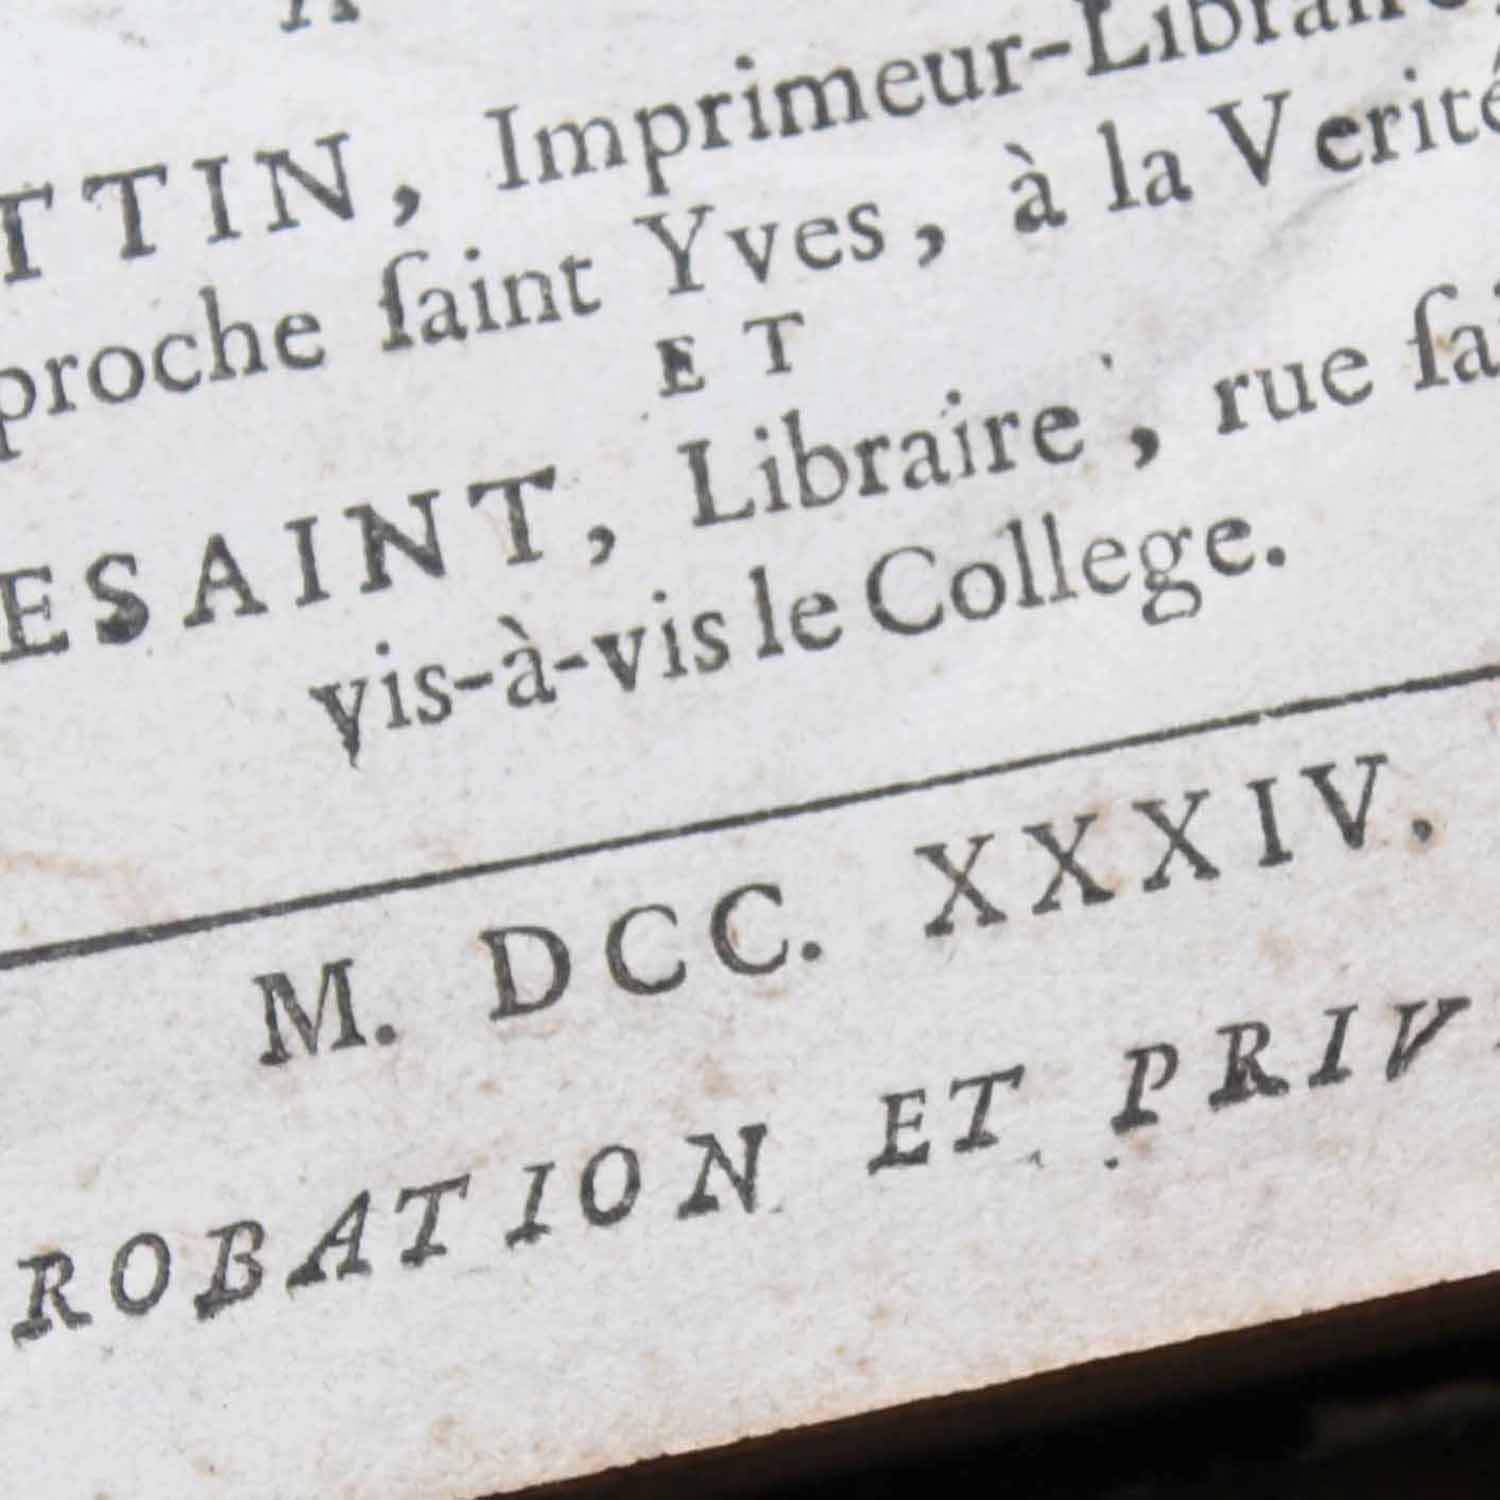 TTIN, Imprimeur-Libraire,
proche ſaint Yves, à la Verité
ET
ESAINT, Libraire, rue ſai
vis-à-vis le College.
M. DCC. XXXIV.
ROBATION ET PRIV